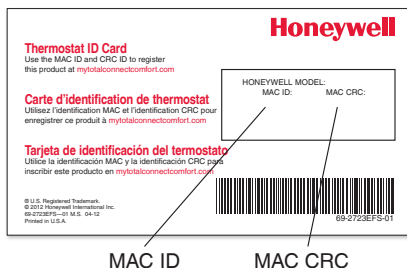 Honeywell
Thermostat ID Card
Use the MAC ID and CRC ID to register
this product at mytotalconnectcomfort.com
HONEYWELL MODEL:
MAC ID: MAC CRC:
Carte d'identification de thermostat
Utilisez l'identification MAC et l'identification CRC pour
enregistrer ce produit à mytotalconnectcomfort.com
Tarjeta de identificación del termostato
Utilice la identificación MAC y la identificación CRC para
inscribir este producto en mytotalconnectcomfort.com
® U.S. Registered Trademark.
© 2012 Honeywell International Inc.
69-2723EFS—01 M.S. 04-12
Printed in U.S.A.
69-2723EFS-01
MAC ID MAC CRC